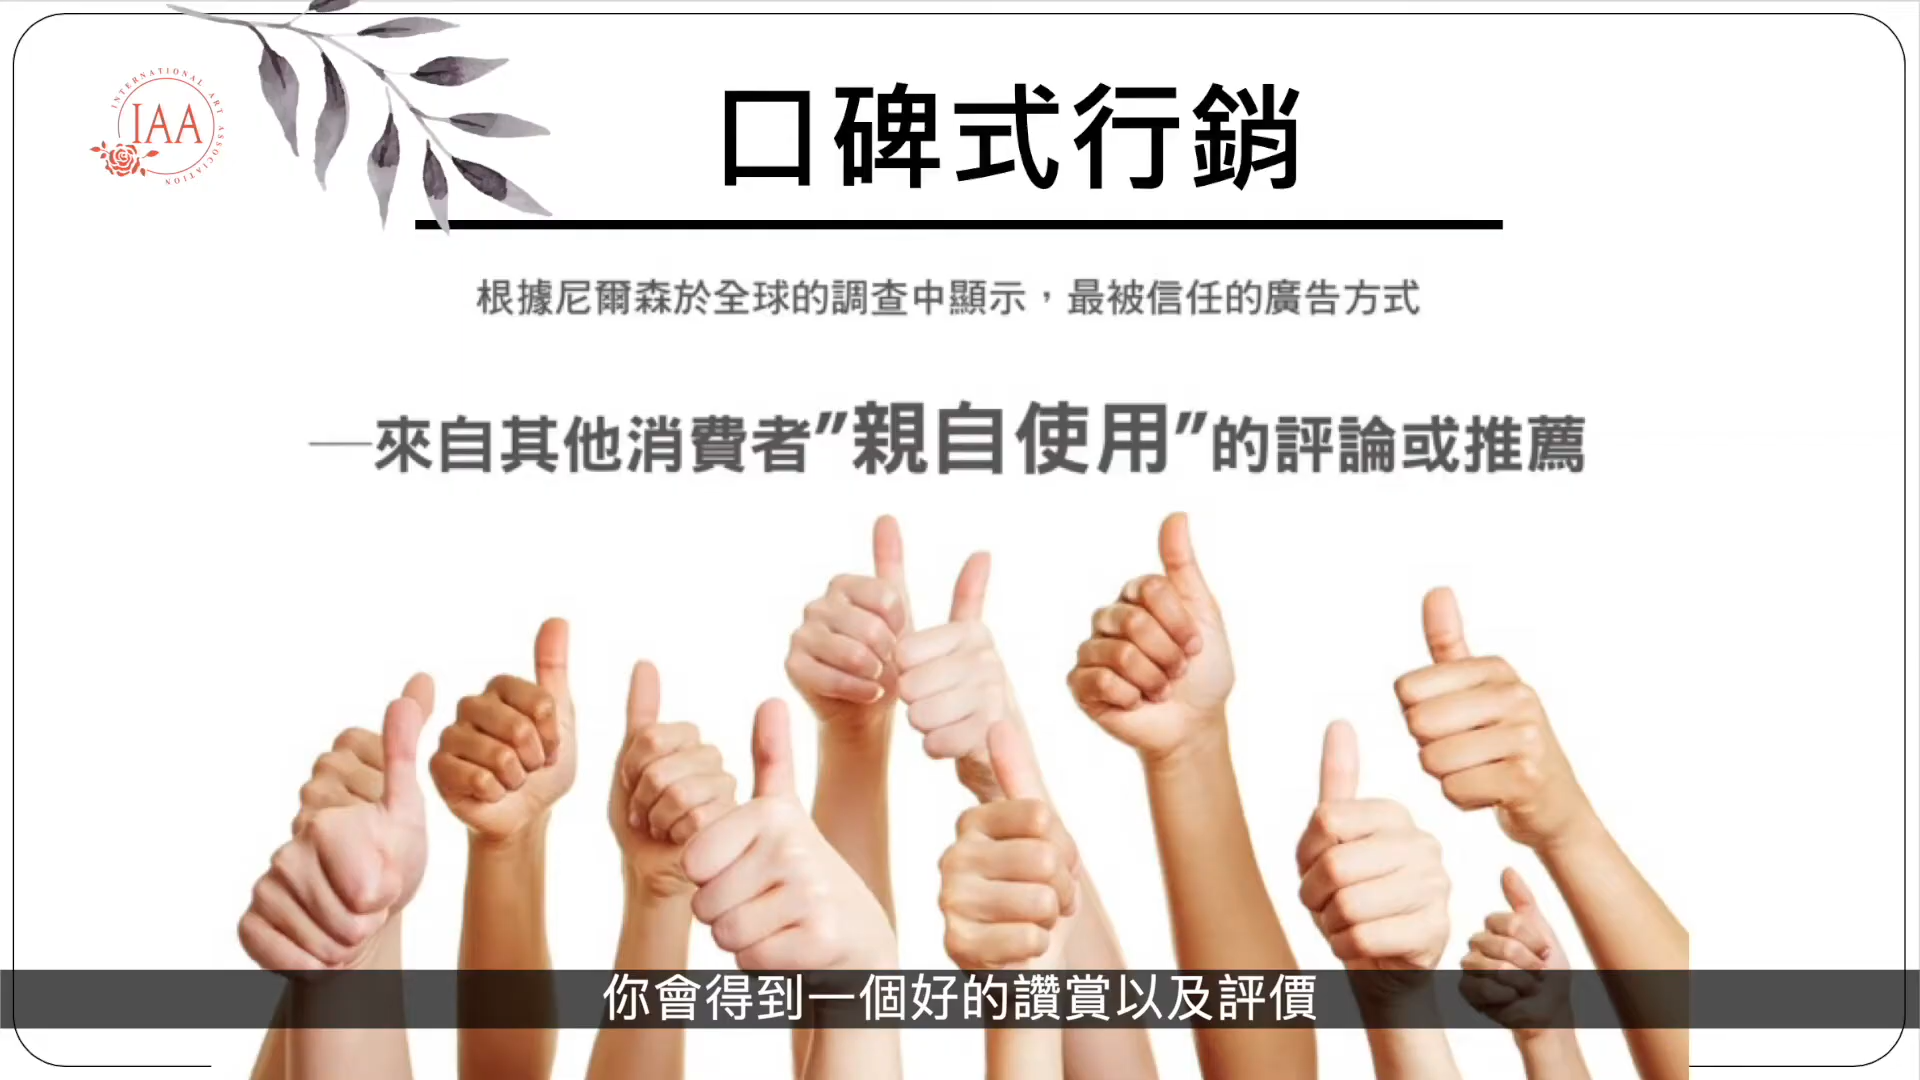 INTERNATIONAL ART ASSOCIATION
IAA
口碑式行銷
根據尼爾森於全球的調查中顯示，最被信任的廣告方式
—來自其他消費者”親自使用”的評論或推薦
你會得到一個好的讚賞以及評價